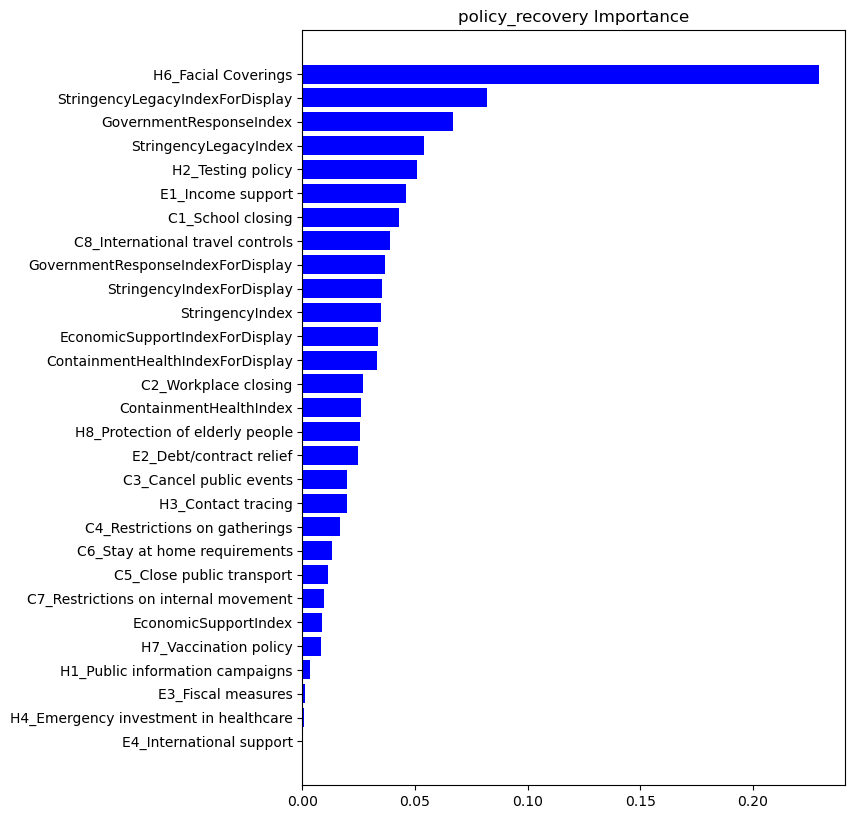 policy_recovery Importance
H6_Facial Coverings
StringencyLegacyIndexForDisplay
GovernmentResponseIndex
StringencyLegacyIndex
H2_Testing policy
E1_Income support
C1_School closing
C8_International travel controls
GovernmentResponseIndexForDisplay
StringencyIndexForDisplay
StringencyIndex
EconomicSupportIndexForDisplay
ContainmentHealthIndexForDisplay
C2_Workplace closing
ContainmentHealthIndex
H8_Protection of elderly people
E2_Debt/contract relief
C3_Cancel public events
H3_Contact tracing
C4_Restrictions on gatherings
C6_Stay at home requirements
C5_Close public transport
C7_Restrictions on internal movement
EconomicSupportIndex
H7_Vaccination policy
H1_Public information campaigns
E3_Fiscal measures
H4_Emergency investment in healthcare
E4_International support
0.00 0.05 0.10 0.15 0.20